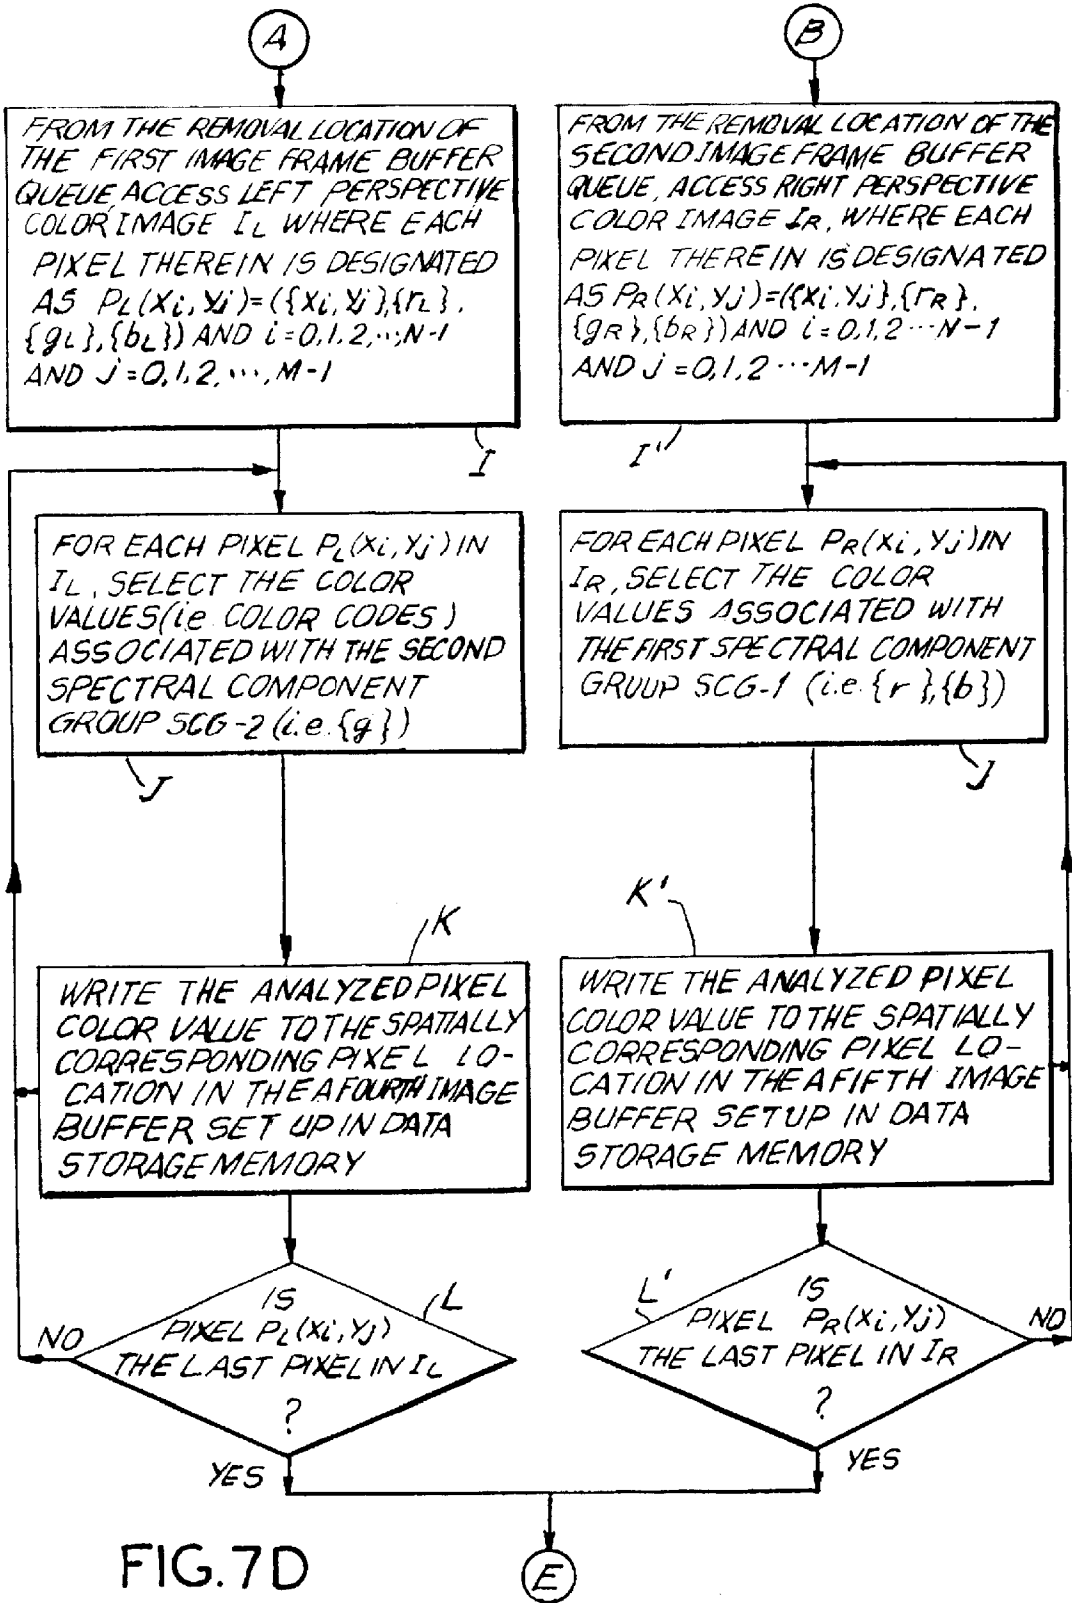 A
FROM THE REMOVAL LOCATION OF
THE FIRST IMAGE FRAME BUFFER
QUEUE, ACCESS LEFT PERSPECTIVE
COLOR IMAGE IL WHERE EACH
PIXEL THEREIN IS DESIGNATED
AS PL(xi, yj)=({xi, yj},{rL},
{gL},{bL}) AND i=0,1,2,...,N-1
AND j=0,1,2,...,M-1
I
FOR EACH PIXEL PL(xi, yj) IN
IL, SELECT THE COLOR
VALUES (i.e. COLOR CODES)
ASSOCIATED WITH THE SECOND
SPECTRAL COMPONENT
GROUP SCG-2 (i.e. {g})
J
K
WRITE THE ANALYZED PIXEL
COLOR VALUE TO THE SPATIALLY
CORRESPONDING PIXEL LO-
CATION IN THE A FOURTH IMAGE
BUFFER SET UP IN DATA
STORAGE MEMORY
L
IS
PIXEL PL(xi, yj)
THE LAST PIXEL IN IL
?
NO
YES
B
FROM THE REMOVAL LOCATION OF THE
SECOND IMAGE FRAME BUFFER
QUEUE, ACCESS RIGHT PERSPECTIVE
COLOR IMAGE IR, WHERE EACH
PIXEL THEREIN IS DESIGNATED
AS PR(xi, yj)=({xi, yj},{rR},
{gR},{bR}) AND i=0,1,2...N-1
AND j=0,1,2...M-1
I'
FOR EACH PIXEL PR(xi, yj) IN
IR, SELECT THE COLOR
VALUES ASSOCIATED WITH
THE FIRST SPECTRAL COMPONENT
GRUUP SCG-1 (i.e. {r},{b})
J
K'
WRITE THE ANALYZED PIXEL
COLOR VALUE TO THE SPATIALLY
CORRESPONDING PIXEL LO-
CATION IN THE A FIFTH IMAGE
BUFFER SETUP IN DATA
STORAGE MEMORY
L'
IS
PIXEL PR(xi, yj)
THE LAST PIXEL IN IR
?
NO
YES
E
FIG. 7D